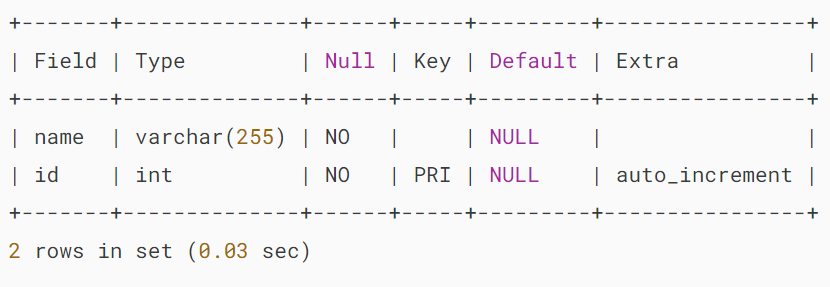 +-------+--------------+------+-----+---------+----------------+
| Field | Type         | Null | Key | Default | Extra          |
+-------+--------------+------+-----+---------+----------------+
| name  | varchar(255) | NO   |     | NULL    |                |
| id    | int          | NO   | PRI | NULL    | auto_increment |
+-------+--------------+------+-----+---------+----------------+
2 rows in set (0.03 sec)